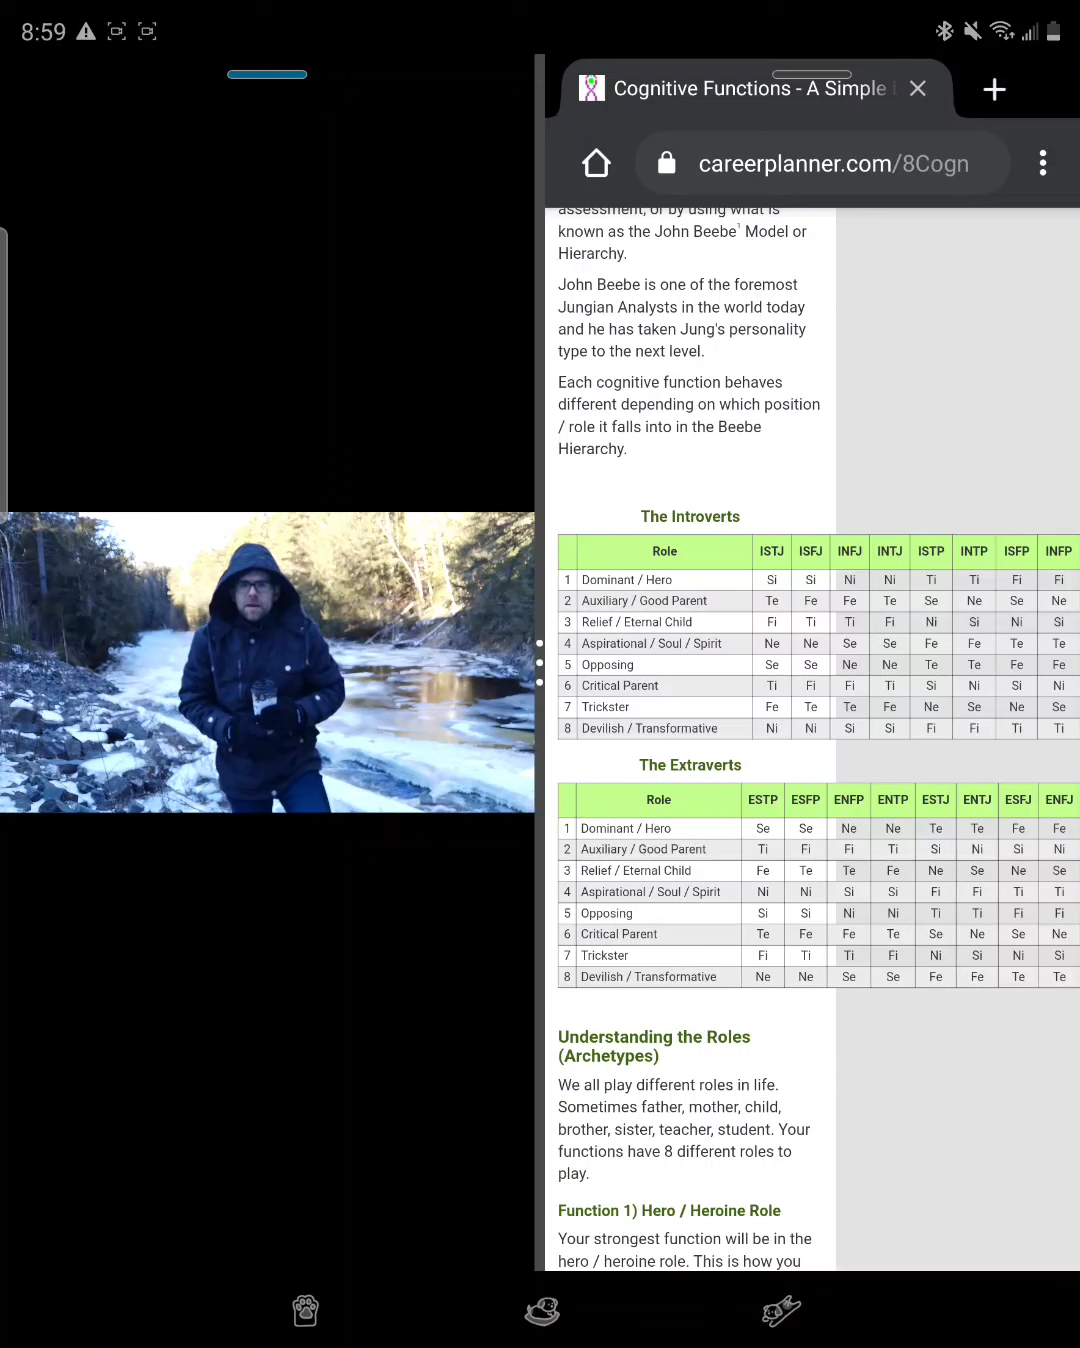 8:59
Cognitive Functions - A Simple
careerplanner.com/8Cogn
assessment, or by using what is
known as the John Beebe1 Model or
Hierarchy.
John Beebe is one of the foremost
Jungian Analysts in the world today
and he has taken Jung's personality
type to the next level.
Each cognitive function behaves
different depending on which position
/ role it falls into in the Beebe
Hierarchy.
The Introverts
Role ISTJ ISFJ INFJ INTJ ISTP INTP ISFP INFP
1 Dominant / Hero Si Si Ni Ni Ti Ti Fi Fi
2 Auxiliary / Good Parent Te Fe Fe Te Se Ne Se Ne
3 Relief / Eternal Child Fi Ti Ti Fi Ni Si Ni Si
4 Aspirational / Soul / Spirit Ne Ne Se Se Fe Fe Te Te
5 Opposing Se Se Ne Ne Te Te Fe Fe
6 Critical Parent Ti Fi Fi Ti Si Ni Si Ni
7 Trickster Fe Te Te Fe Ne Se Ne Se
8 Devilish / Transformative Ni Ni Si Si Fi Fi Ti Ti
The Extraverts
Role ESTP ESFP ENFP ENTP ESTJ ENTJ ESFJ ENFJ
1 Dominant / Hero Se Se Ne Ne Te Te Fe Fe
2 Auxiliary / Good Parent Ti Fi Fi Ti Si Ni Si Ni
3 Relief / Eternal Child Fe Te Te Fe Ne Se Ne Se
4 Aspirational / Soul / Spirit Ni Ni Si Si Fi Fi Ti Ti
5 Opposing Si Si Ni Ni Ti Ti Fi Fi
6 Critical Parent Te Fe Fe Te Se Ne Se Ne
7 Trickster Fi Ti Ti Fi Ni Si Ni Si
8 Devilish / Transformative Ne Ne Se Se Fe Fe Te Te
Understanding the Roles
(Archetypes)
We all play different roles in life.
Sometimes father, mother, child,
brother, sister, teacher, student. Your
functions have 8 different roles to
play.
Function 1) Hero / Heroine Role
Your strongest function will be in the
hero / heroine role. This is how you